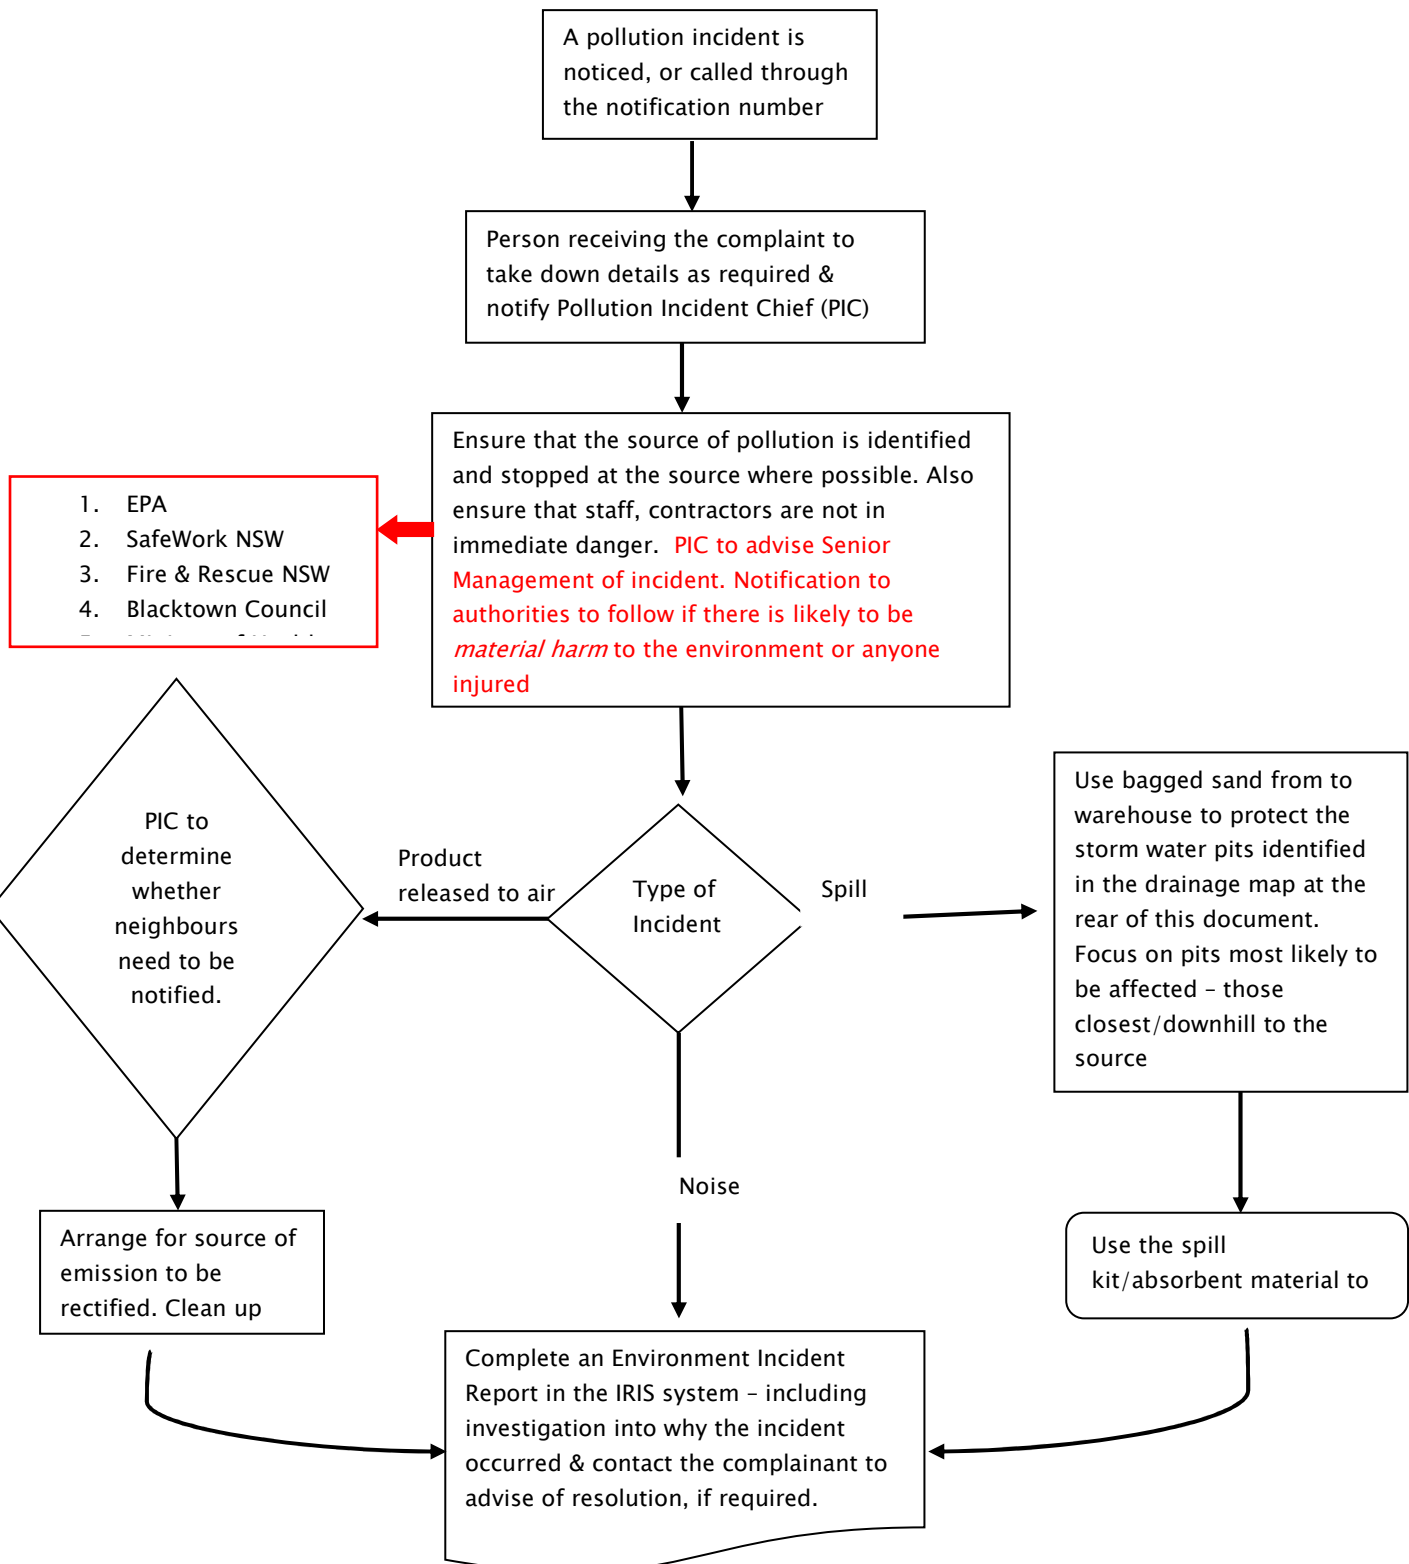 A pollution incident is
noticed, or called through
the notification number
Person receiving the complaint to
take down details as required &
notify Pollution Incident Chief (PIC)
Ensure that the source of pollution is identified
and stopped at the source where possible. Also
ensure that staff, contractors are not in
immediate danger. PIC to advise Senior
Management of incident. Notification to
authorities to follow if there is likely to be
material harm to the environment or anyone
injured
1. EPA
2. SafeWork NSW
3. Fire & Rescue NSW
4. Blacktown Council
PIC to
determine
whether
neighbours
need to be
notified.
Product
released to air
Type of
Incident
Spill
Use bagged sand from to
warehouse to protect the
storm water pits identified
in the drainage map at the
rear of this document.
Focus on pits most likely to
be affected – those
closest/downhill to the
source
Noise
Arrange for source of
emission to be
rectified. Clean up
Use the spill
kit/absorbent material to
Complete an Environment Incident
Report in the IRIS system – including
investigation into why the incident
occurred & contact the complainant to
advise of resolution, if required.